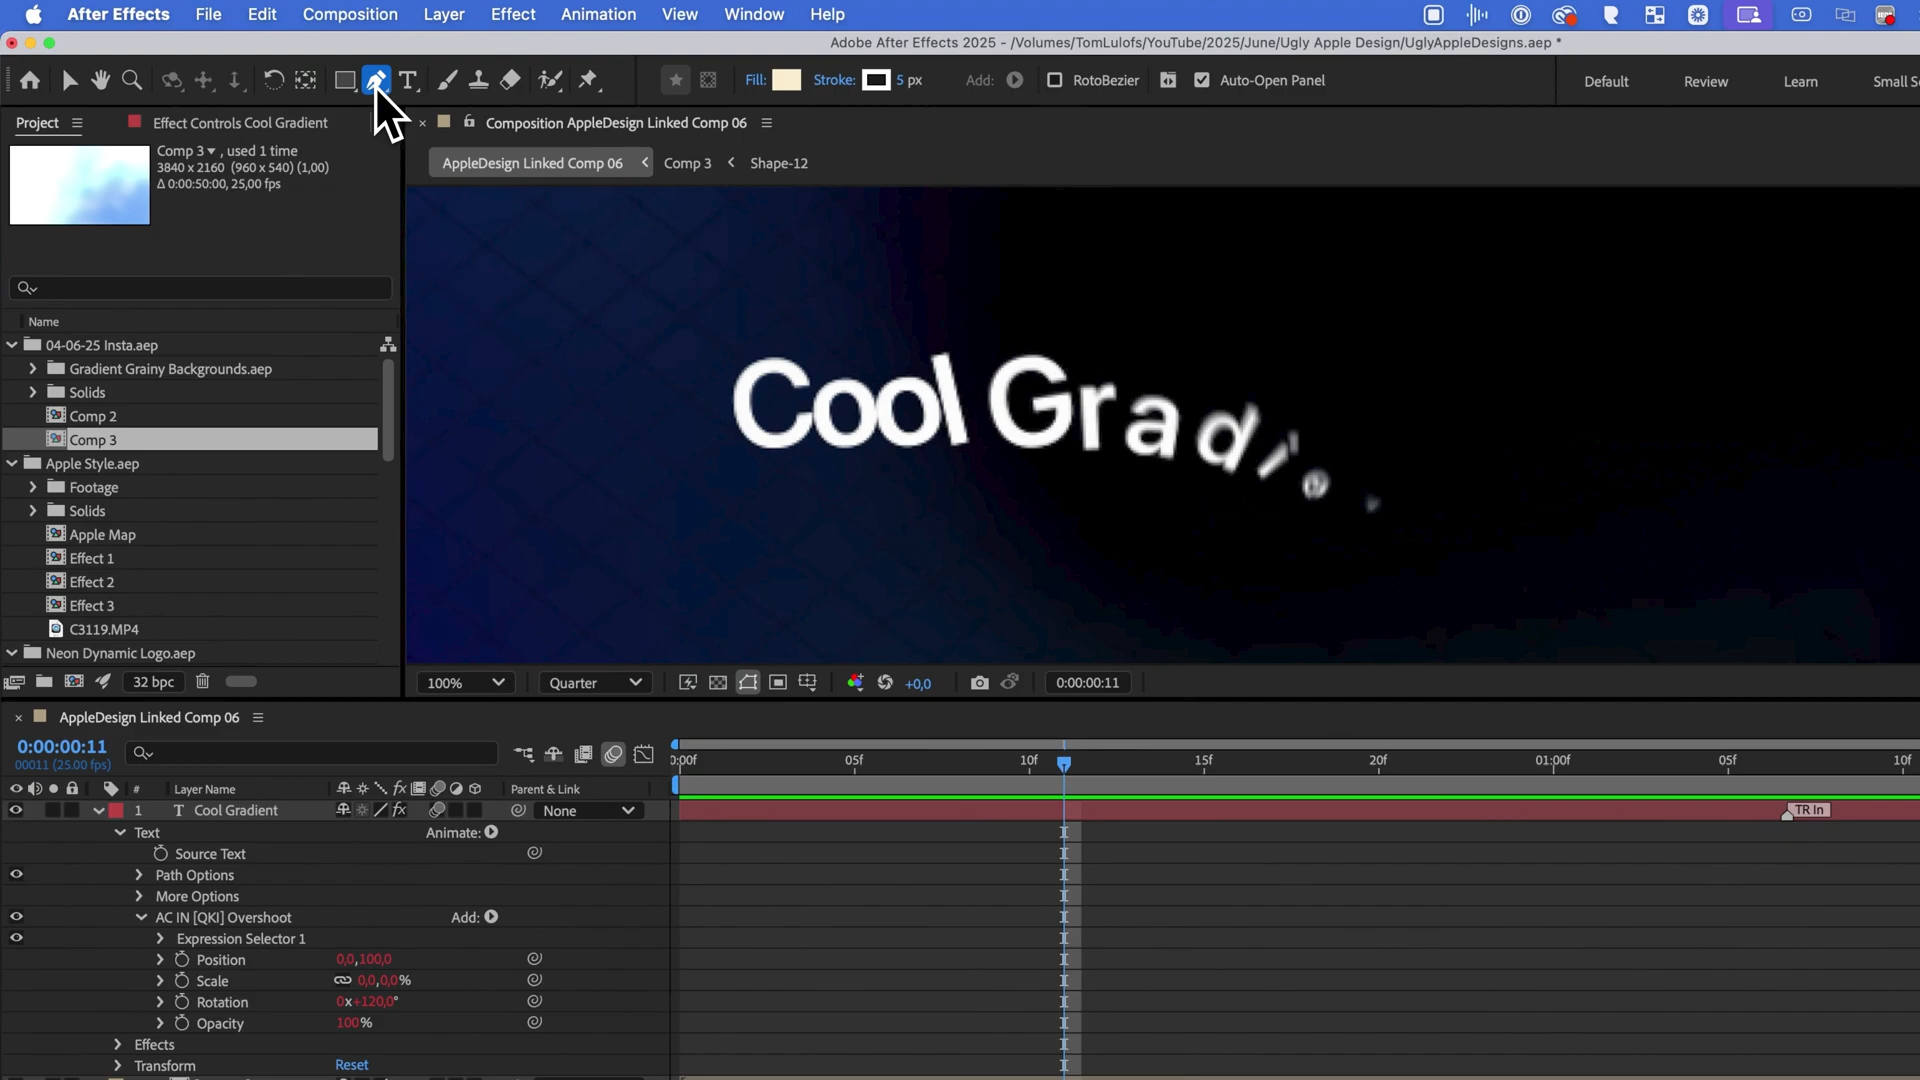 After Effects File Edit Composition Layer Effect Animation View Window Help
Adobe After Effects 2025 - /Volumes/TomLulofs/YouTube/2025/June/Ugly Apple Design/UglyAppleDesigns.aep *
Fill: Stroke: 5 px Add: RotoBezier Auto-Open Panel Default Review Learn Small S
Project Effect Controls Cool Gradient
Composition AppleDesign Linked Comp 06
Comp 3 , used 1 time
3840 x 2160 (960 x 540) (1,00)
Δ 0:00:50:00, 25,00 fps
AppleDesign Linked Comp 06 Comp 3 Shape-12
Name
04-06-25 Insta.aep
Gradient Grainy Backgrounds.aep
Solids
Comp 2
Comp 3
Apple Style.aep
Footage
Solids
Apple Map
Effect 1
Effect 2
Effect 3
C3119.MP4
Neon Dynamic Logo.aep
32 bpc
Cool Gradie
100% Quarter +0,0 0:00:00:11
AppleDesign Linked Comp 06
0:00:00:11
00011 (25.00 fps)
0:00f 05f 10f 15f 20f 01:00f 05f 10f
# Layer Name fx Parent & Link
1 T Cool Gradient fx None TR In
Text Animate:
Source Text
Path Options
More Options
AC IN [QKI] Overshoot Add:
Expression Selector 1
Position 0,0,100,0
Scale 0,0,0,0%
Rotation 0x+120,0°
Opacity 100%
Effects
Transform Reset